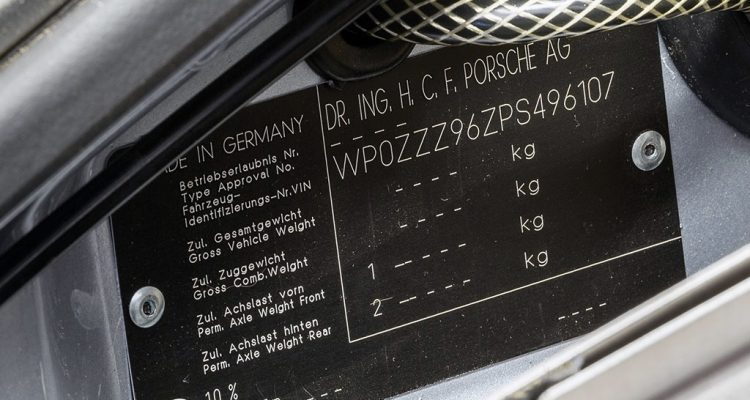 DR. ING. H. C. F. PORSCHE AG
IN GERMANY
Betriebserlaubnis Nr.
Type Approval No.
- - - - -
Fahrzeug-
Identifizierungs-Nr.VIN
WP0ZZZ96ZPS496107
Zul. Gesamtgewicht
Gross Vehicle Weight
- - - - kg
Zul. Zuggewicht
Gross Comb.Weight
- - - - kg
Zul. Achslast vorn
Perm. Axle Weight Front
1 - - - - kg
Zul. Achslast hinten
Perm. Axle Weight Rear
2 - - - - kg
10 %
- - - -